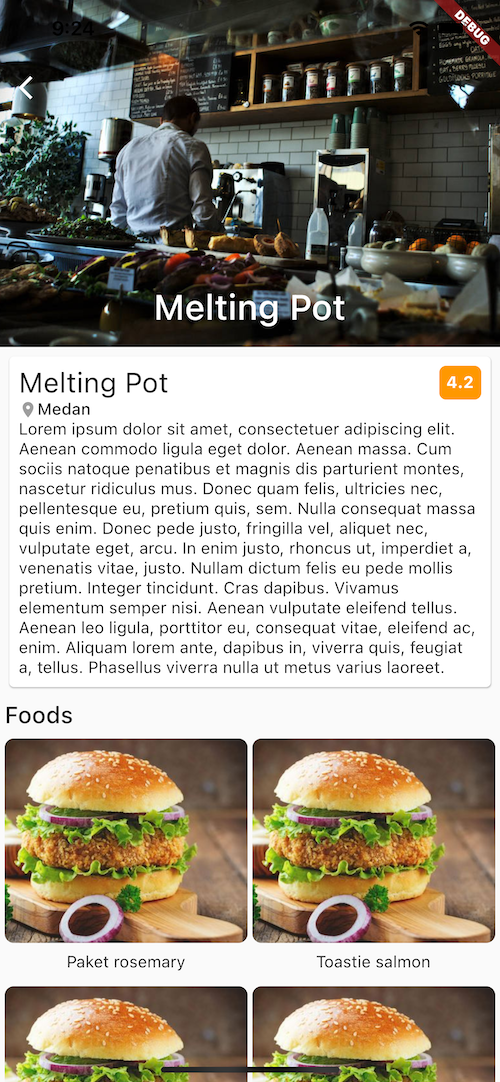 9:24
DEBUG
Melting Pot
Melting Pot
4.2
Medan
Lorem ipsum dolor sit amet, consectetuer adipiscing elit.
Aenean commodo ligula eget dolor. Aenean massa. Cum
sociis natoque penatibus et magnis dis parturient montes,
nascetur ridiculus mus. Donec quam felis, ultricies nec,
pellentesque eu, pretium quis, sem. Nulla consequat massa
quis enim. Donec pede justo, fringilla vel, aliquet nec,
vulputate eget, arcu. In enim justo, rhoncus ut, imperdiet a,
venenatis vitae, justo. Nullam dictum felis eu pede mollis
pretium. Integer tincidunt. Cras dapibus. Vivamus
elementum semper nisi. Aenean vulputate eleifend tellus.
Aenean leo ligula, porttitor eu, consequat vitae, eleifend ac,
enim. Aliquam lorem ante, dapibus in, viverra quis, feugiat
a, tellus. Phasellus viverra nulla ut metus varius laoreet.
Foods
Paket rosemary
Toastie salmon